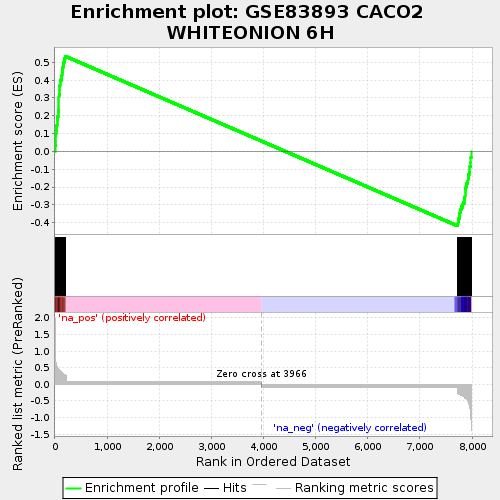 Enrichment plot: GSE83893 CACO2
WHITEONION 6H
Enrichment score (ES)
0.5
0.4
0.3
0.2
0.1
0.0
-0.1
-0.2
-0.3
-0.4
'na_pos' (positively correlated)
Ranked list metric (PreRanked)
2.0
1.5
1.0
0.5
0.0
-0.5
-1.0
-1.5
Zero cross at 3966
'na_neg' (negatively correlated)
0 1,000 2,000 3,000 4,000 5,000 6,000 7,000 8,000
Rank in Ordered Dataset
Enrichment profile Hits Ranking metric scores